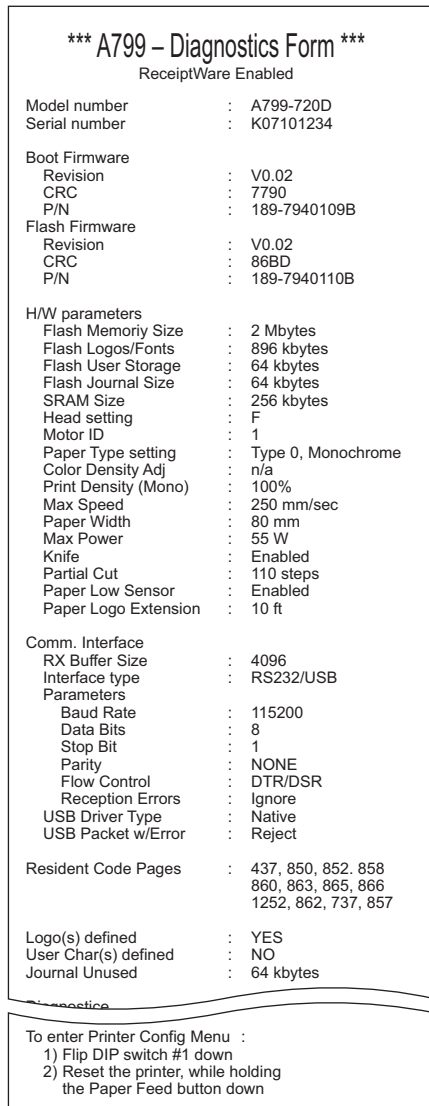 *** A799 – Diagnostics Form ***
ReceiptWare Enabled
Model number : A799-720D
Serial number : K07101234
Boot Firmware
Revision : V0.02
CRC : 7790
P/N : 189-7940109B
Flash Firmware
Revision : V0.02
CRC : 86BD
P/N : 189-7940110B
H/W parameters
Flash Memoriy Size : 2 Mbytes
Flash Logos/Fonts : 896 kbytes
Flash User Storage : 64 kbytes
Flash Journal Size : 64 kbytes
SRAM Size : 256 kbytes
Head setting : F
Motor ID : 1
Paper Type setting : Type 0, Monochrome
Color Density Adj : n/a
Print Density (Mono) : 100%
Max Speed : 250 mm/sec
Paper Width : 80 mm
Max Power : 55 W
Knife : Enabled
Partial Cut : 110 steps
Paper Low Sensor : Enabled
Paper Logo Extension : 10 ft
Comm. Interface
RX Buffer Size : 4096
Interface type : RS232/USB
Parameters
Baud Rate : 115200
Data Bits : 8
Stop Bit : 1
Parity : NONE
Flow Control : DTR/DSR
Reception Errors : Ignore
USB Driver Type : Native
USB Packet w/Error : Reject
Resident Code Pages : 437, 850, 852. 858
860, 863, 865, 866
1252, 862, 737, 857
Logo(s) defined : YES
User Char(s) defined : NO
Journal Unused : 64 kbytes
To enter Printer Config Menu :
1) Flip DIP switch #1 down
2) Reset the printer, while holding
the Paper Feed button down